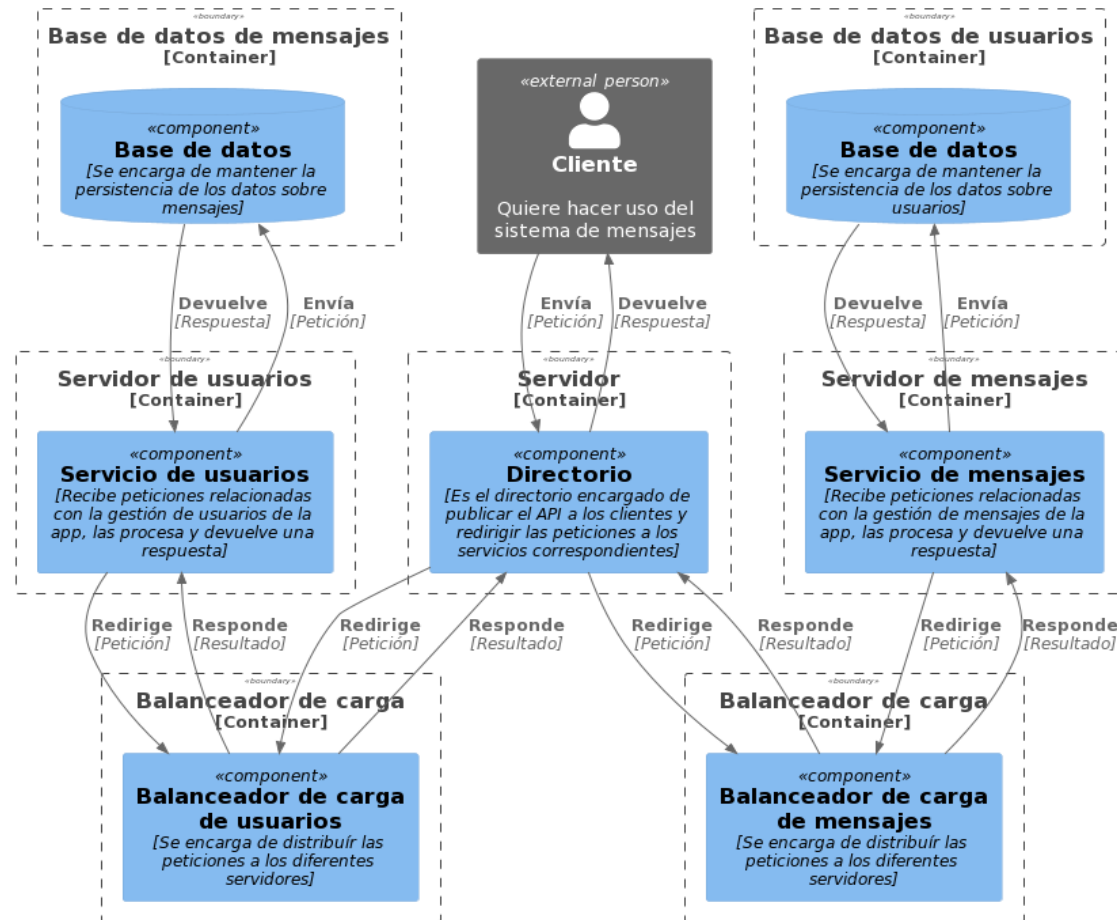 «boundary»
Base de datos de mensajes
[Container]
«component»
Base de datos
[Se encarga de mantener la
persistencia de los datos sobre
mensajes]
«external person»
Cliente
Quiere hacer uso del
sistema de mensajes
«boundary»
Base de datos de usuarios
[Container]
«component»
Base de datos
[Se encarga de mantener la
persistencia de los datos sobre
usuarios]
Devuelve
[Respuesta]
Envía
[Petición]
Envía
[Petición]
Devuelve
[Respuesta]
Devuelve
[Respuesta]
Envía
[Petición]
«boundary»
Servidor de usuarios
[Container]
«component»
Servicio de usuarios
[Recibe peticiones relacionadas
con la gestión de usuarios de la
app, las procesa y devuelve una
respuesta]
«boundary»
Servidor
[Container]
«component»
Directorio
[Es el directorio encargado de
publicar el API a los clientes y
redirigir las peticiones a los
servicios correspondientes]
«boundary»
Servidor de mensajes
[Container]
«component»
Servicio de mensajes
[Recibe peticiones relacionadas
con la gestión de mensajes de la
app, las procesa y devuelve una
respuesta]
Redirige
[Petición]
Responde
[Resultado]
Redirige
[Petición]
Responde
[Resultado]
Redirige
[Petición]
Responde
[Resultado]
Redirige
[Petición]
Responde
[Resultado]
«boundary»
Balanceador de carga
[Container]
«component»
Balanceador de carga
de usuarios
[Se encarga de distribuír las
peticiones a los diferentes
servidores]
«boundary»
Balanceador de carga
[Container]
«component»
Balanceador de carga
de mensajes
[Se encarga de distribuír las
peticiones a los diferentes
servidores]